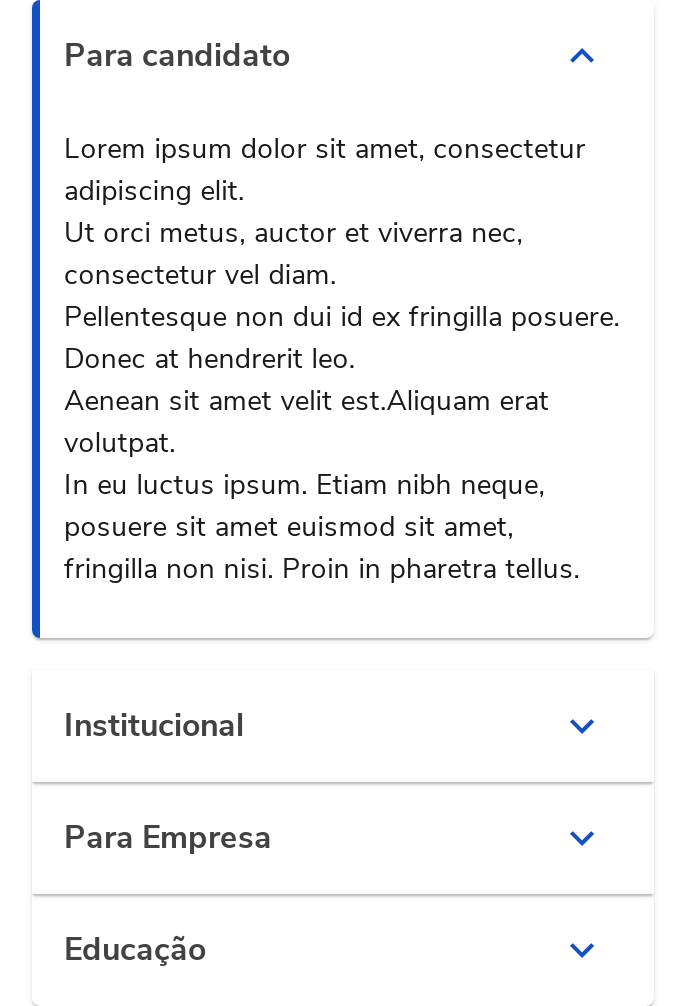 Para candidato
Lorem ipsum dolor sit amet, consectetur
adipiscing elit.
Ut orci metus, auctor et viverra nec,
consectetur vel diam.
Pellentesque non dui id ex fringilla posuere.
Donec at hendrerit leo.
Aenean sit amet velit est.Aliquam erat
volutpat.
In eu luctus ipsum. Etiam nibh neque,
posuere sit amet euismod sit amet,
fringilla non nisi. Proin in pharetra tellus.
Institucional
Para Empresa
Educação